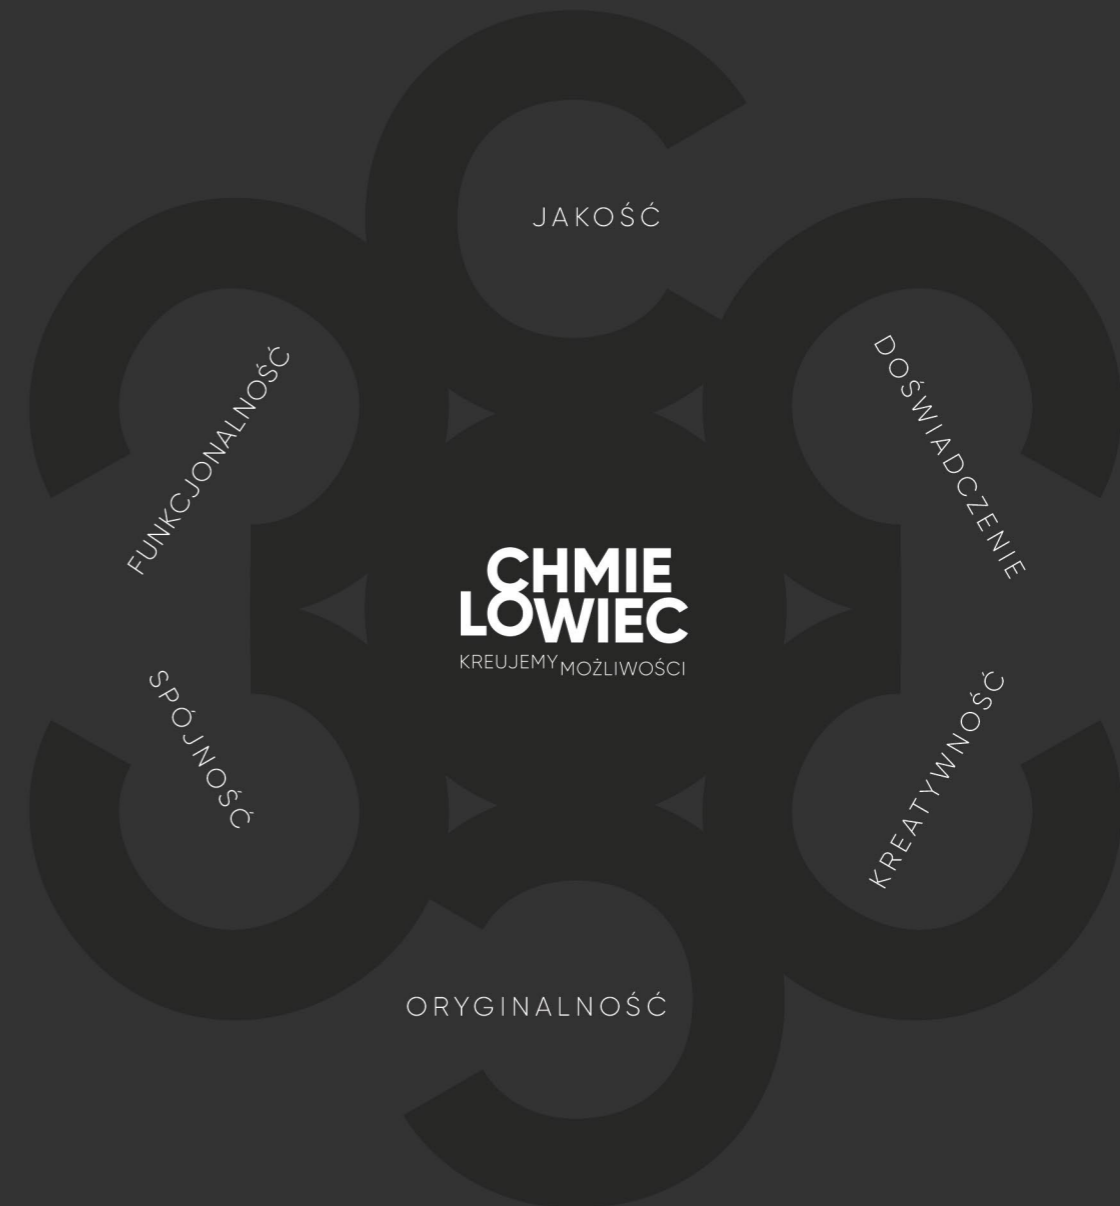 JAKOŚĆ
FUNKCJONALNOŚĆ
DOŚWIADCZENIE
CHMIE
LOWIEC
KREUJEMY MOŻLIWOŚCI
SPÓJNOŚĆ
KREATYWNOŚĆ
ORYGINALNOŚĆ